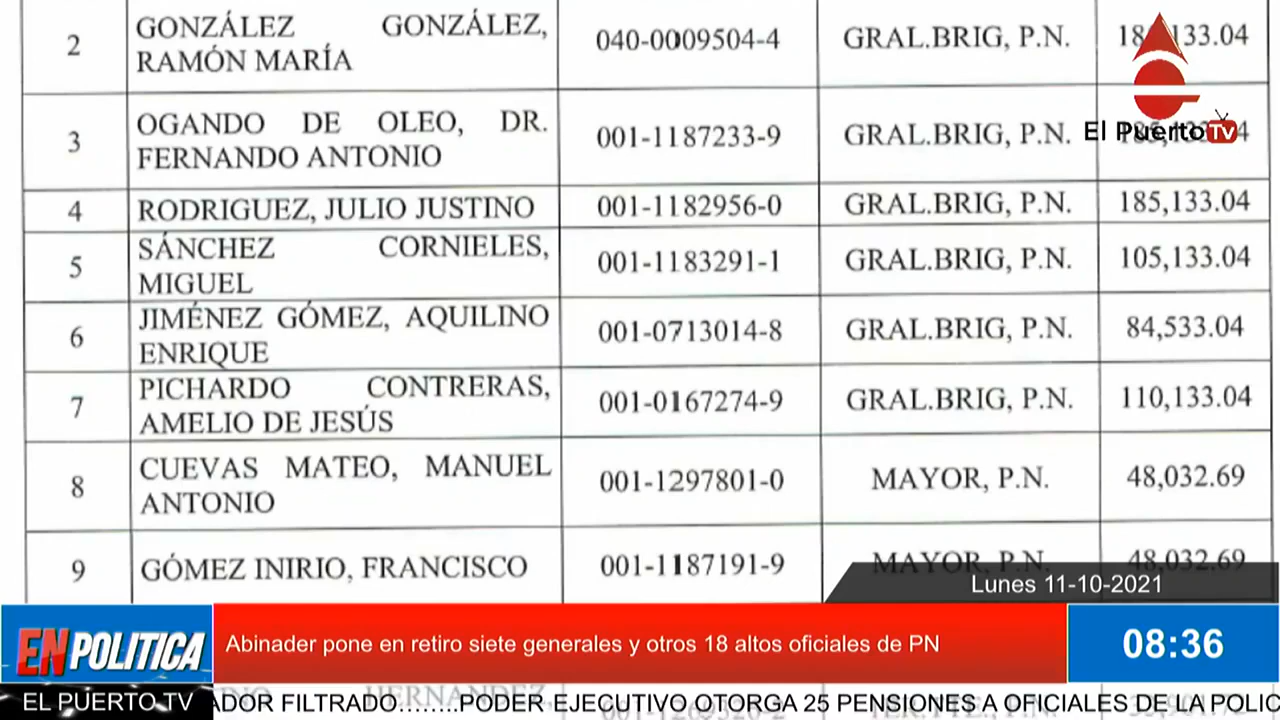 2 GONZÁLEZ GONZÁLEZ, 040-0009504-4 GRAL.BRIG, P.N.
RAMÓN MARÍA
El Puerto TV
3 OGANDO DE OLEO, DR. 001-1187233-9 GRAL.BRIG, P.N.
FERNANDO ANTONIO
4 RODRIGUEZ, JULIO JUSTINO 001-1182956-0 GRAL.BRIG, P.N. 185,133.04
5 SÁNCHEZ CORNIELES, 001-1183291-1 GRAL.BRIG, P.N. 105,133.04
MIGUEL
6 JIMÉNEZ GÓMEZ, AQUILINO 001-0713014-8 GRAL.BRIG, P.N. 84,533.04
ENRIQUE
7 PICHARDO CONTRERAS, 001-0167274-9 GRAL.BRIG, P.N. 110,133.04
AMELIO DE JESÚS
8 CUEVAS MATEO, MANUEL 001-1297801-0 MAYOR, P.N. 48,032.69
ANTONIO
9 GÓMEZ INIRIO, FRANCISCO 001-1187191-9 MAYOR, P.N. 48,032.69
Lunes 11-10-2021
EN POLITICA
Abinader pone en retiro siete generales y otros 18 altos oficiales de PN
08:36
EL PUERTO TV ADOR FILTRADO........PODER EJECUTIVO OTORGA 25 PENSIONES A OFICIALES DE LA POLIC